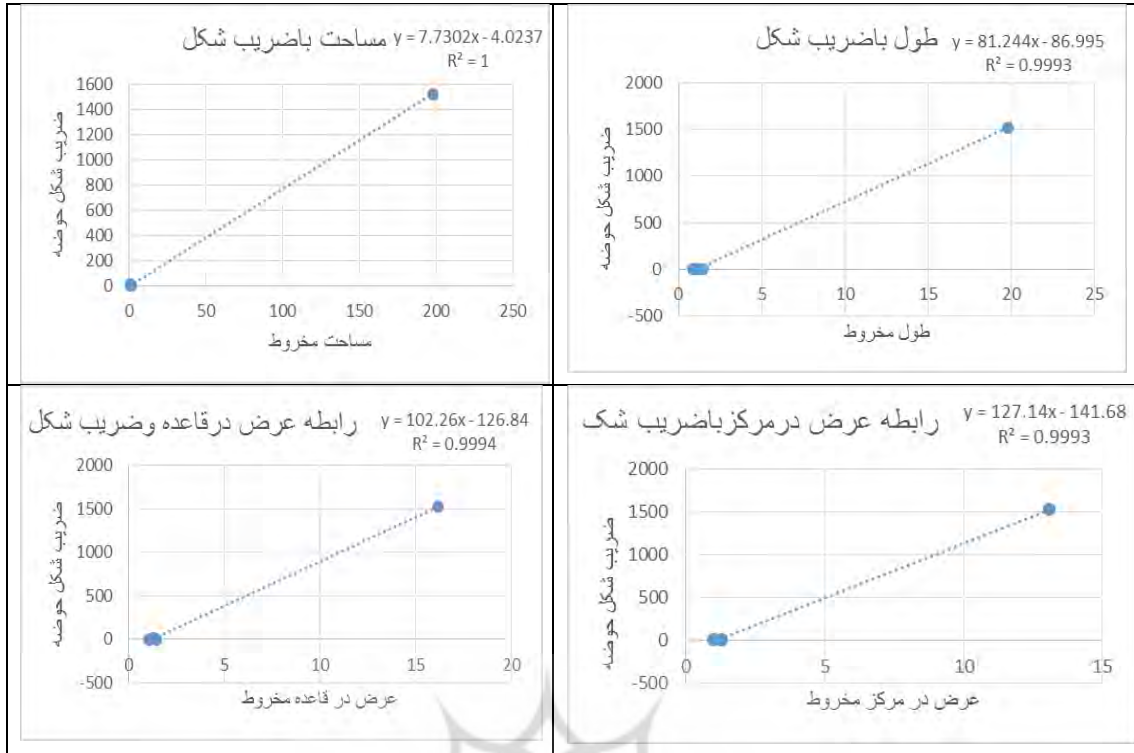 مساحت باضریب شکل
y = 7.7302x - 4.0237
R² = 1
1600
1400
1200
1000
800
600
400
200
0
0 50 100 150 200 250
ضریب شکل حوضه
مساحت مخروط
طول باضریب شکل
y = 81.244x - 86.995
R² = 0.9993
2000
1500
1000
500
0
-500
0 5 10 15 20 25
ضریب شکل حوضه
طول مخروط
رابطه عرض درقاعده وضریب شکل
y = 102.26x - 126.84
R² = 0.9994
2000
1500
1000
500
0
-500
0 5 10 15 20
ضریب شکل حوضه
عرض در قاعده مخروط
رابطه عرض درمرکزباضریب شک
y = 127.14x - 141.68
R² = 0.9993
2000
1500
1000
500
0
-500
0 5 10 15
ضریب شکل حوضه
عرض در مرکز مخروط